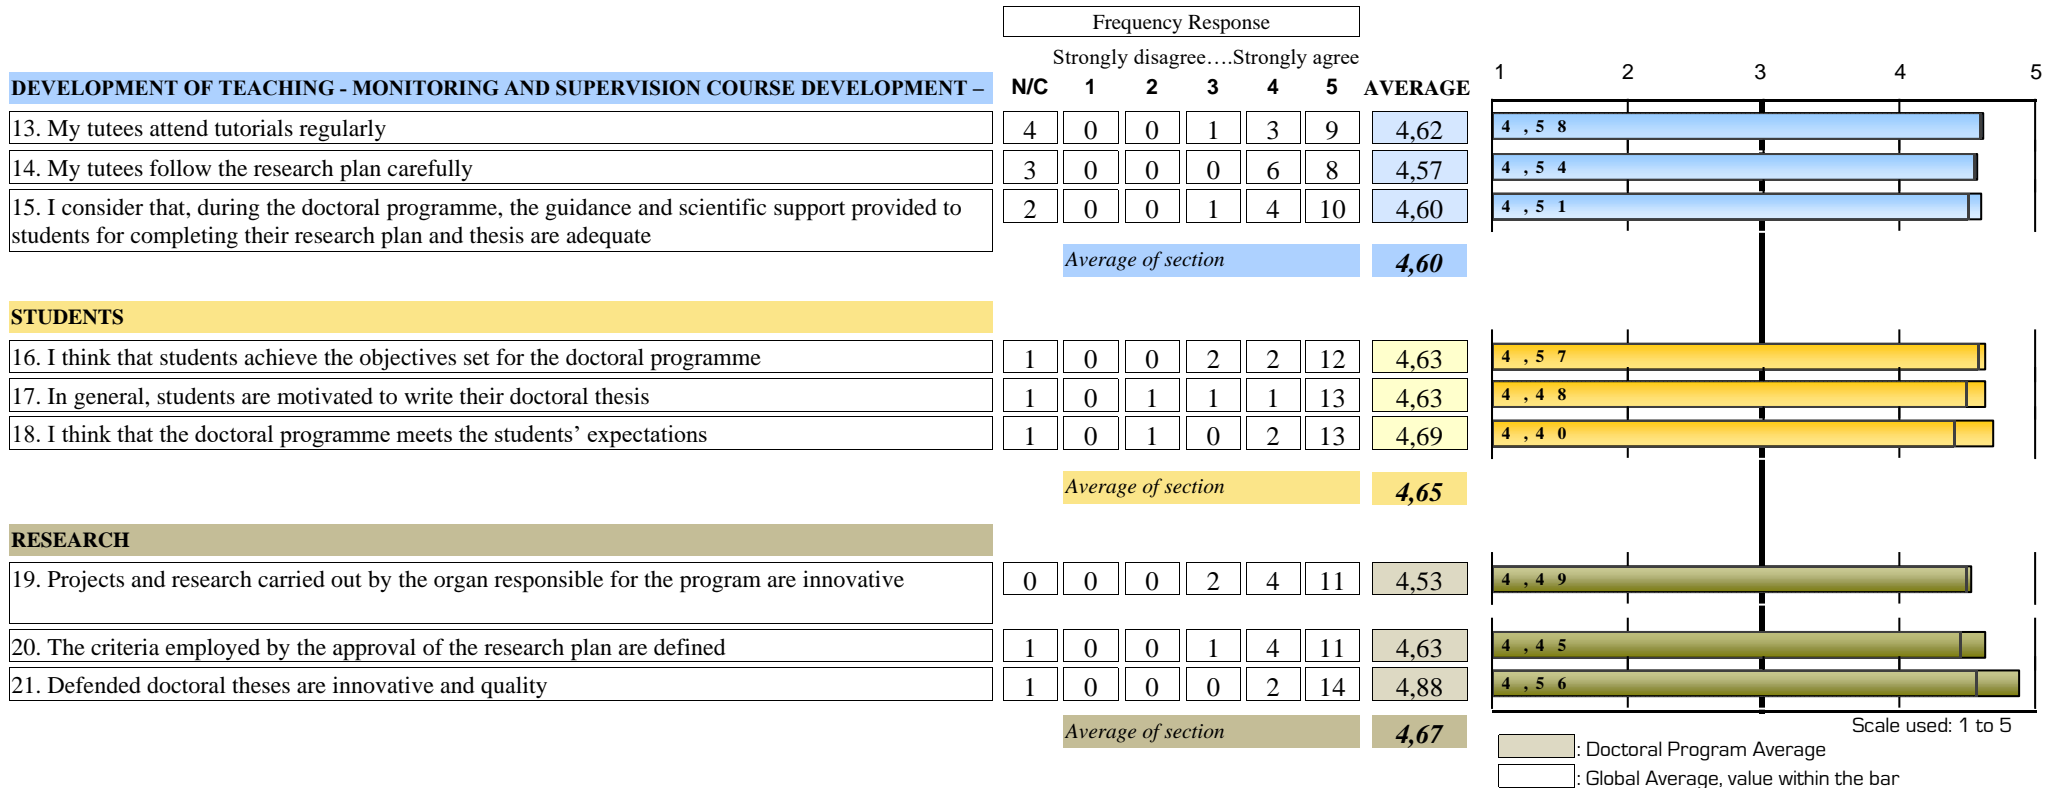 Frequency Response
Strongly disagree….Strongly agree
DEVELOPMENT OF TEACHING - MONITORING AND SUPERVISION COURSE DEVELOPMENT – N/C 1 2 3 4 5 AVERAGE 1 2 3 4 5
13. My tutees attend tutorials regularly 4 0 0 1 3 9 4,62 4,58
14. My tutees follow the research plan carefully 3 0 0 0 6 8 4,57 4,54
15. I consider that, during the doctoral programme, the guidance and scientific support provided to 2 0 0 1 4 10 4,60 4,51
students for completing their research plan and thesis are adequate
Average of section 4,60
STUDENTS
16. I think that students achieve the objectives set for the doctoral programme 1 0 0 2 2 12 4,63 4,57
17. In general, students are motivated to write their doctoral thesis 1 0 1 1 1 13 4,63 4,48
18. I think that the doctoral programme meets the students’ expectations 1 0 1 0 2 13 4,69 4,40
Average of section 4,65
RESEARCH
19. Projects and research carried out by the organ responsible for the program are innovative 0 0 0 2 4 11 4,53 4,49
20. The criteria employed by the approval of the research plan are defined 1 0 0 1 4 11 4,63 4,45
21. Defended doctoral theses are innovative and quality 1 0 0 0 2 14 4,88 4,56
Average of section 4,67
Scale used: 1 to 5
: Doctoral Program Average
: Global Average, value within the bar